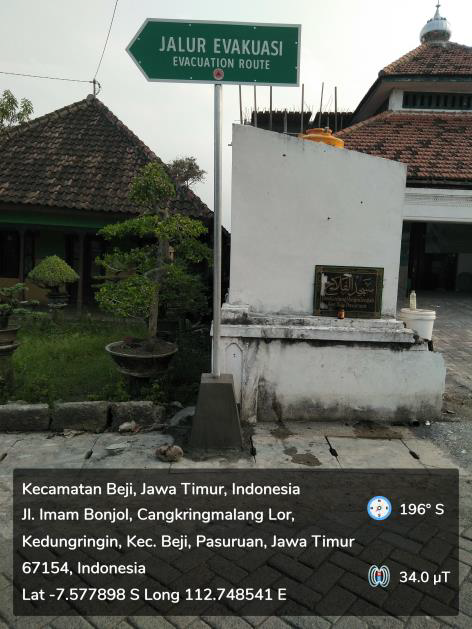 JALUR EVAKUASI
EVACUATION ROUTE
Kecamatan Beji, Jawa Timur, Indonesia
Jl. Imam Bonjol, Cangkringmalang Lor,
Kedungringin, Kec. Beji, Pasuruan, Jawa Timur
67154, Indonesia
Lat -7.577898 S Long 112.748541 E
196° S
34.0 µT